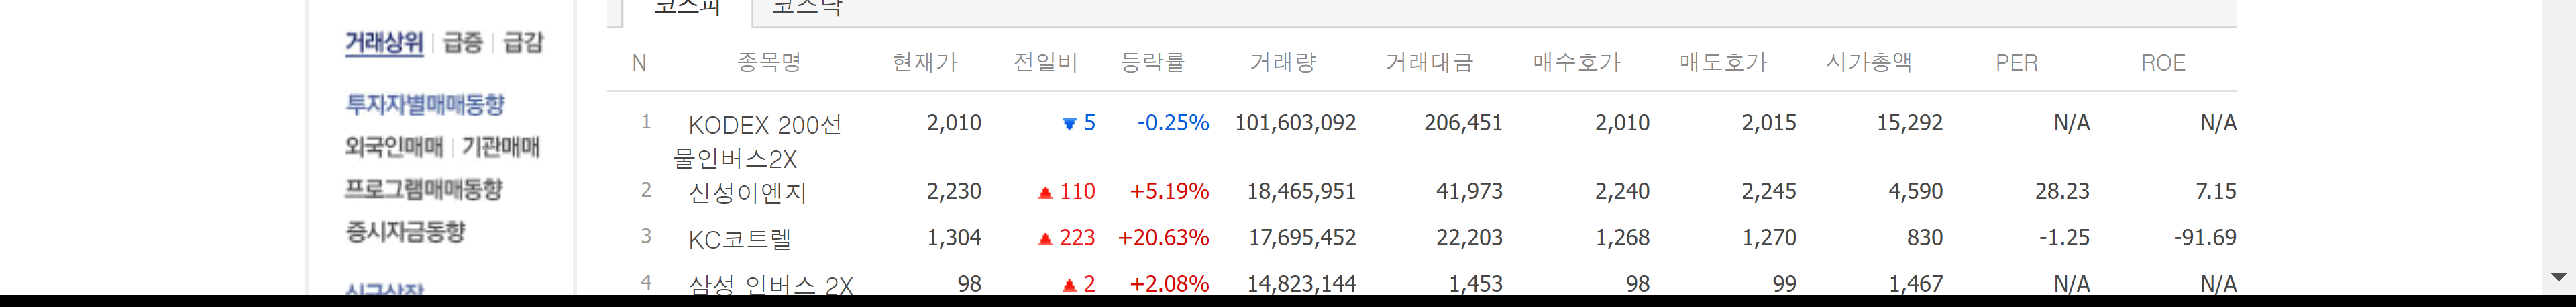 코스피 코스닥
거래상위 급증 급감
N 종목명 현재가 전일비 등락률 거래량 거래대금 매수호가 매도호가 시가총액 PER ROE
투자자별매매동향
외국인매매 기관매매
프로그램매매동향
증시자금동향
신규상장
1 KODEX 200선 2,010 ▼ 5 -0.25% 101,603,092 206,451 2,010 2,015 15,292 N/A N/A
물인버스2X
2 신성이엔지 2,230 ▲ 110 +5.19% 18,465,951 41,973 2,240 2,245 4,590 28.23 7.15
3 KC코트렐 1,304 ▲ 223 +20.63% 17,695,452 22,203 1,268 1,270 830 -1.25 -91.69
4 삼성 인버스 2X 98 ▲ 2 +2.08% 14,823,144 1,453 98 99 1,467 N/A N/A